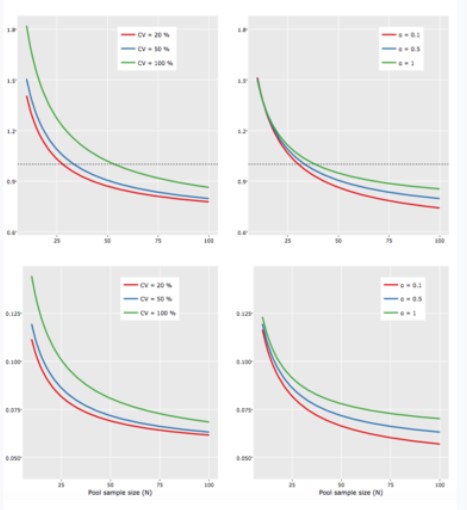 1.8
CV = 20 %
CV = 50 %
CV = 100 %
1.5
1.2
0.9
0.6
25 50 75 100
1.8
α = 0.1
α = 0.5
α = 1
1.5
1.2
0.9
0.6
25 50 75 100
CV = 20 %
CV = 50 %
CV = 100 %
0.125
0.100
0.075
0.050
25 50 75 100
Pool sample size (N)
α = 0.1
α = 0.5
α = 1
0.125
0.100
0.075
0.050
25 50 75 100
Pool sample size (N)